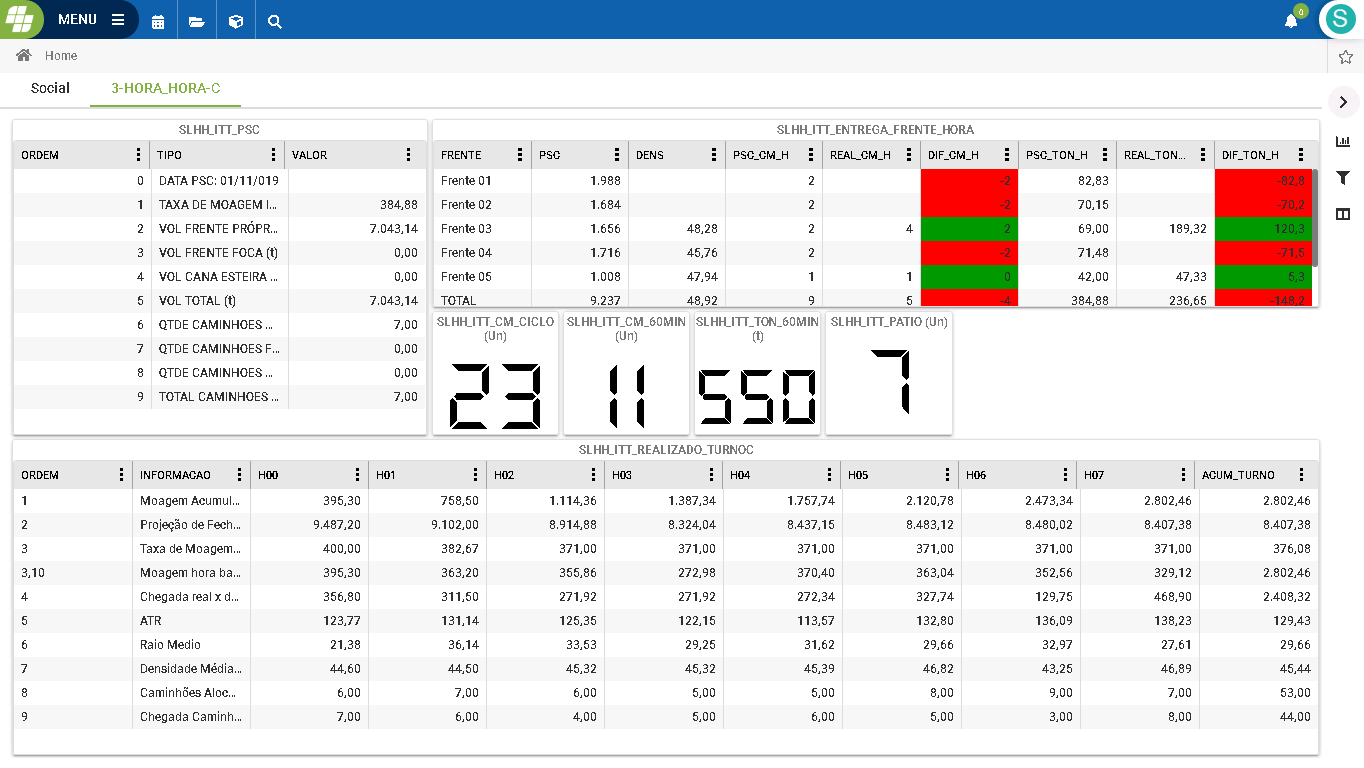 MENU
0
S
Home
Social 3-HORA_HORA-C
SLHH_ITT_PSC
ORDEM TIPO VALOR
0 DATA PSC: 01/11/019
1 TAXA DE MOAGEM I... 384,88
2 VOL FRENTE PRÓPR... 7.043,14
3 VOL FRENTE FOCA (t) 0,00
4 VOL CANA ESTEIRA ... 0,00
5 VOL TOTAL (t) 7.043,14
6 QTDE CAMINHOES ... 7,00
7 QTDE CAMINHOES F... 0,00
8 QTDE CAMINHOES ... 0,00
9 TOTAL CAMINHOES ... 7,00
SLHH_ITT_ENTREGA_FRENTE_HORA
FRENTE PSC DENS PSC_CM_H REAL_CM_H DIF_CM_H PSC_TON_H REAL_TON... DIF_TON_H
Frente 01 1.988 2 -2 82,83 -82,8
Frente 02 1.684 2 -2 70,15 -70,2
Frente 03 1.656 48,28 2 4 2 69,00 189,32 120,3
Frente 04 1.716 45,76 2 -2 71,48 -71,5
Frente 05 1.008 47,94 1 1 0 42,00 47,33 5,3
TOTAL 9.237 48,92 9 5 -4 384,88 236,65 -148,2
SLHH_ITT_CM_CICLO
(Un)
23
SLHH_ITT_CM_60MIN
(Un)
11
SLHH_ITT_TON_60MIN
(t)
550
SLHH_ITT_PATIO (Un)
7
SLHH_ITT_REALIZADO_TURNOC
ORDEM INFORMACAO H00 H01 H02 H03 H04 H05 H06 H07 ACUM_TURNO
1 Moagem Acumul... 395,30 758,50 1.114,36 1.387,34 1.757,74 2.120,78 2.473,34 2.802,46 2.802,46
2 Projeção de Fech... 9.487,20 9.102,00 8.914,88 8.324,04 8.437,15 8.483,12 8.480,02 8.407,38 8.407,38
3 Taxa de Moagem... 400,00 382,67 371,00 371,00 371,00 371,00 371,00 371,00 376,08
3,10 Moagem hora ba... 395,30 363,20 355,86 272,98 370,40 363,04 352,56 329,12 2.802,46
4 Chegada real x d... 356,80 311,50 271,92 271,92 272,34 327,74 129,75 468,90 2.408,32
5 ATR 123,77 131,14 125,35 122,15 113,57 132,80 136,09 138,23 129,43
6 Raio Medio 21,38 36,14 33,53 29,25 31,62 29,66 32,97 27,61 29,66
7 Densidade Média... 44,60 44,50 45,32 45,32 45,39 46,82 43,25 46,89 45,44
8 Caminhões Aloc... 6,00 7,00 6,00 5,00 5,00 8,00 9,00 7,00 53,00
9 Chegada Caminh... 7,00 6,00 4,00 5,00 6,00 5,00 3,00 8,00 44,00